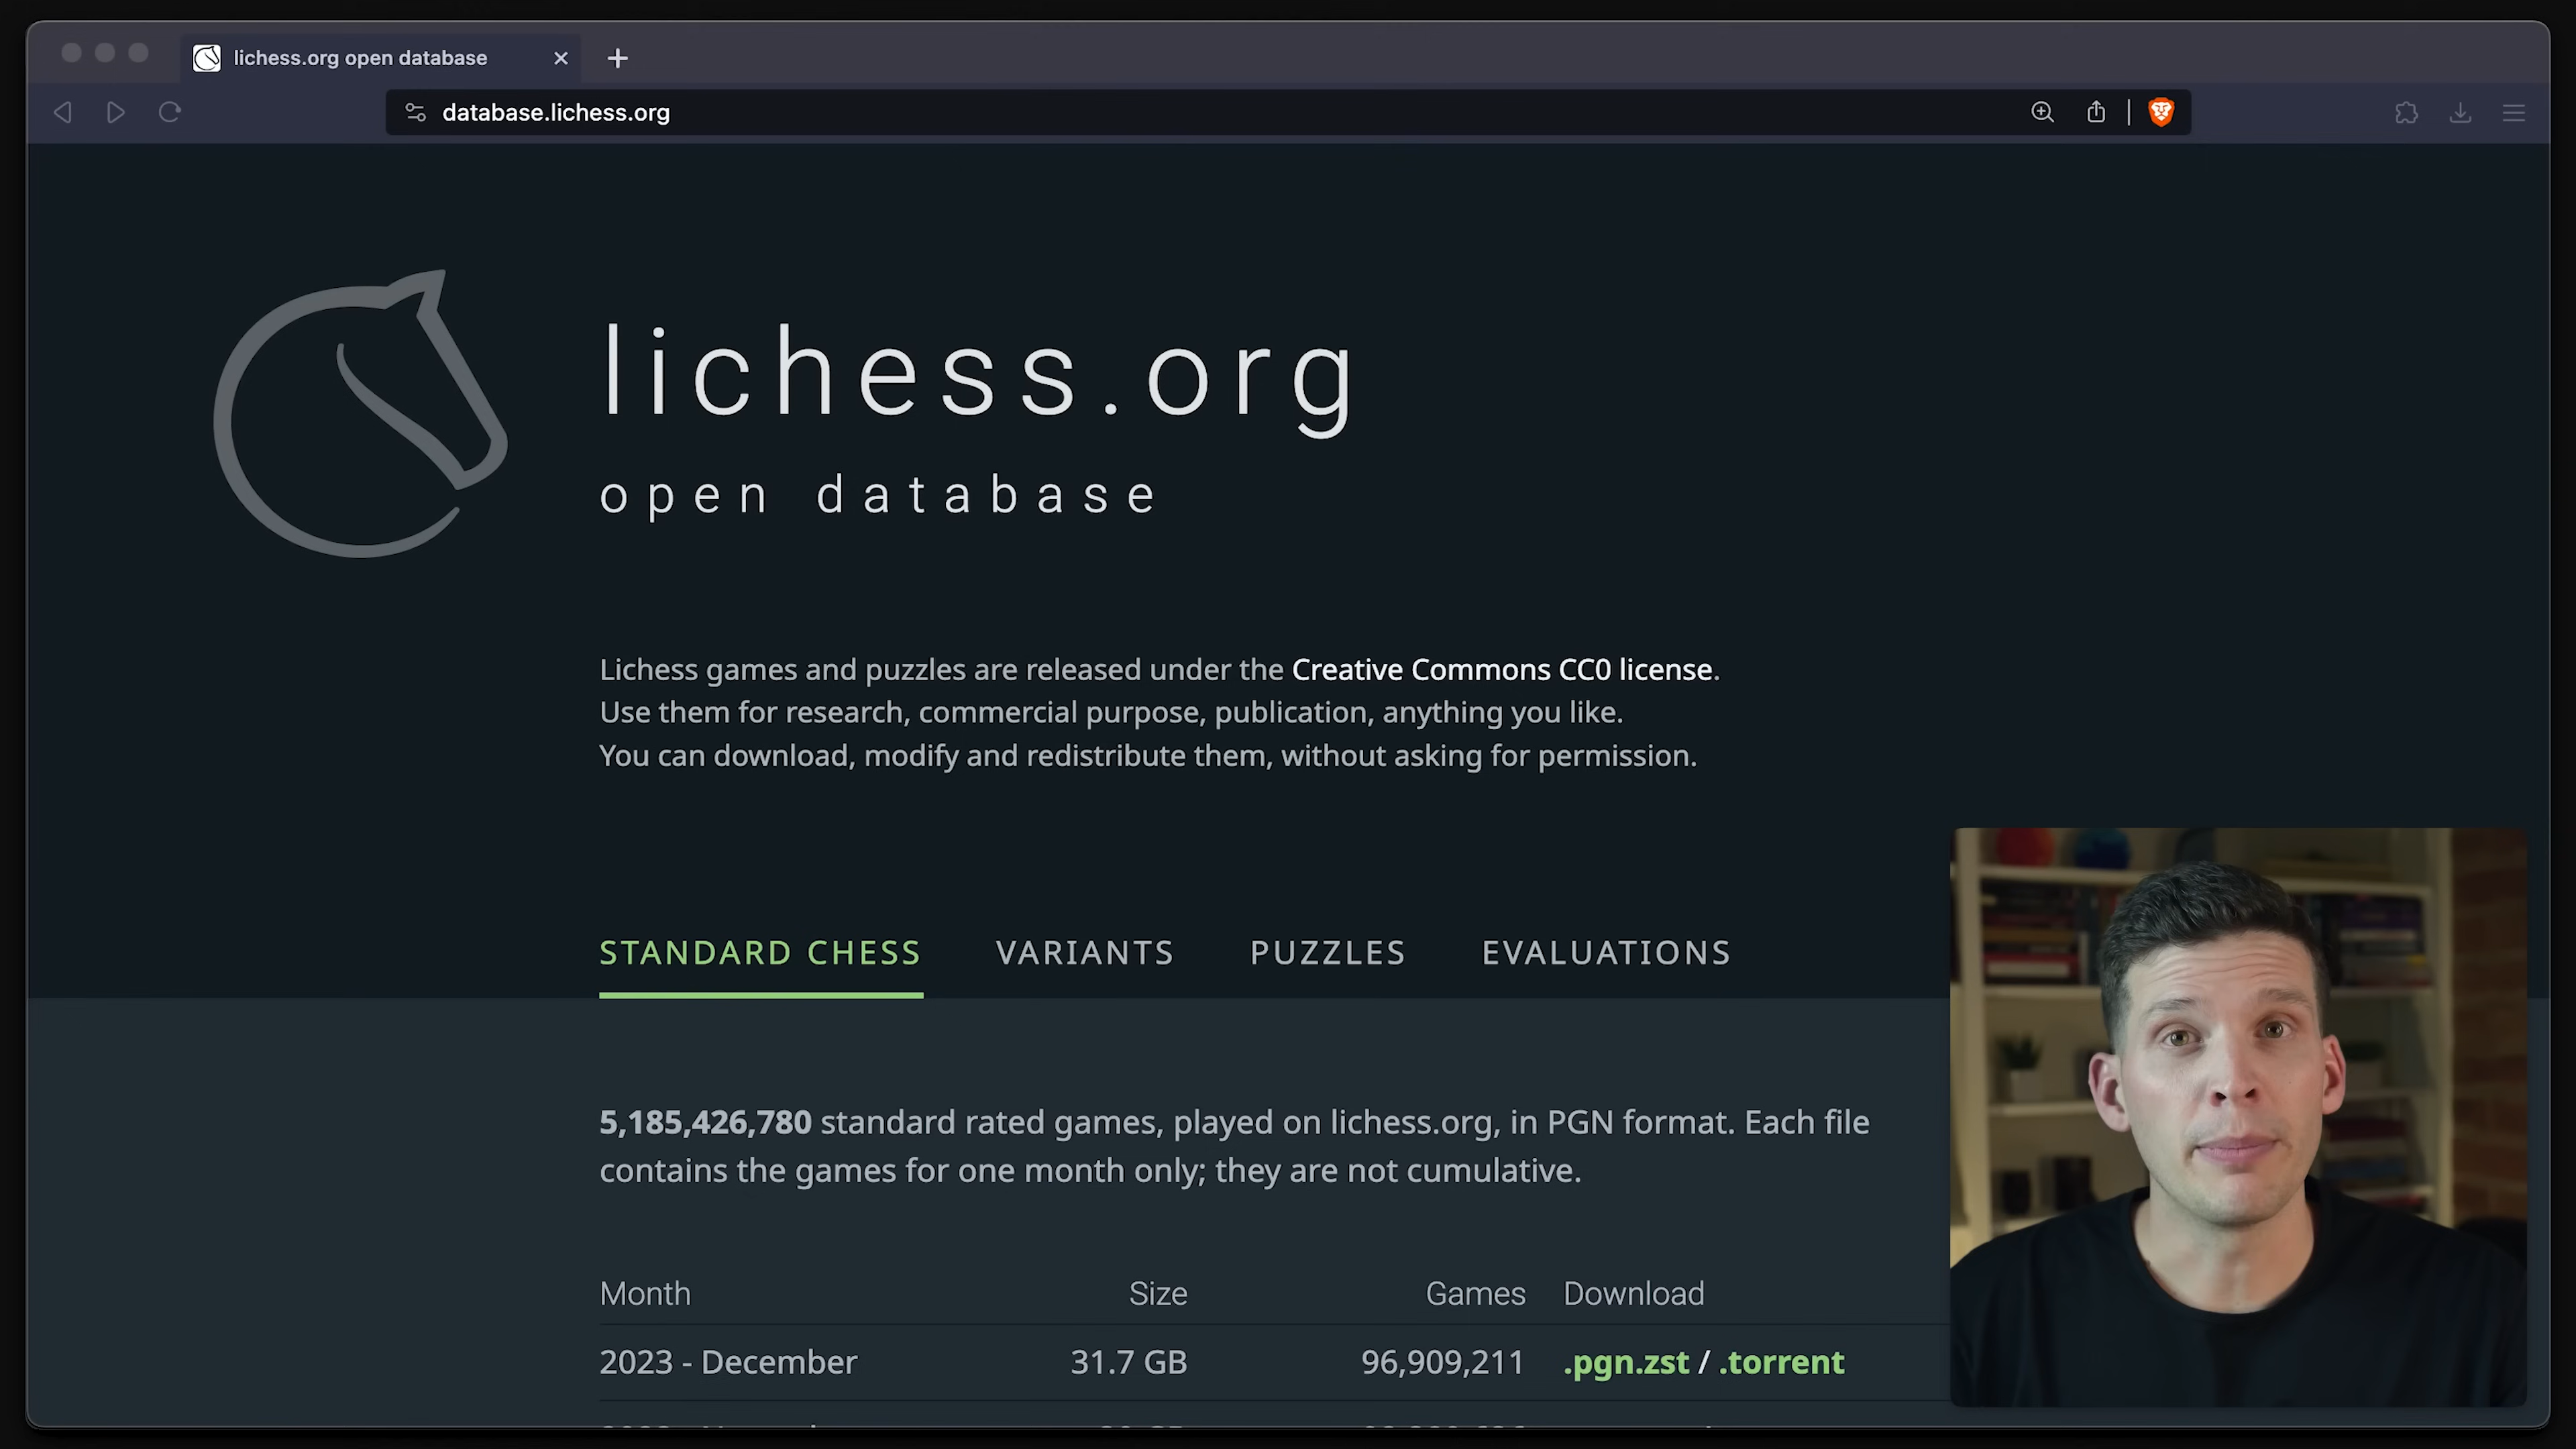 lichess.org open database
database.lichess.org
lichess.org
open database
Lichess games and puzzles are released under the Creative Commons CC0 license.
Use them for research, commercial purpose, publication, anything you like.
You can download, modify and redistribute them, without asking for permission.
STANDARD CHESS VARIANTS PUZZLES EVALUATIONS
5,185,426,780 standard rated games, played on lichess.org, in PGN format. Each file
contains the games for one month only; they are not cumulative.
Month Size Games Download
2023 - December 31.7 GB 96,909,211 .pgn.zst / .torrent